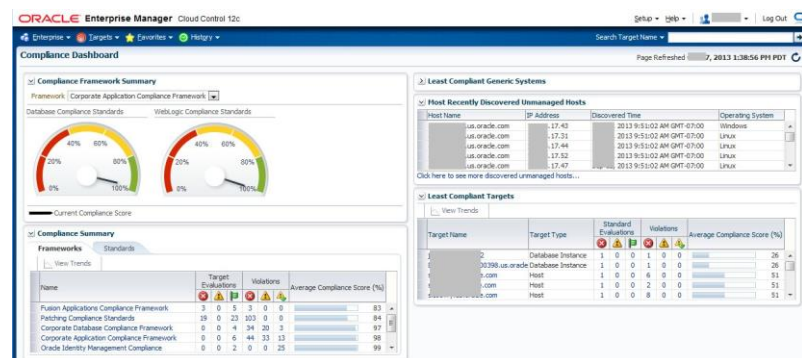 ORACLE Enterprise Manager Cloud Control 12c
Setup Help Log Out
Enterprise Targets Favorites History
Search Target Name
Compliance Dashboard
Page Refreshed 7, 2013 1:38:56 PM PDT
Compliance Framework Summary
Framework Corporate Application Compliance Framework
Database Compliance Standards
WebLogic Compliance Standards
0% 20% 40% 60% 80% 100%
0% 20% 40% 60% 80% 100%
Current Compliance Score
Compliance Summary
Frameworks Standards
View Trends
Name Target Evaluations Violations Average Compliance Score (%)
Fusion Applications Compliance Framework 3 0 5 3 0 0 83
Patching Compliance Standards 19 0 23 103 0 0 84
Corporate Database Compliance Framework 0 0 4 34 20 3 97
Corporate Application Compliance Framework 0 0 6 44 33 13 98
Oracle Identity Management Compliance 0 0 2 0 0 25 99
Least Compliant Generic Systems
Most Recently Discovered Unmanaged Hosts
Host Name IP Address Discovered Time Operating System
.us.oracle.com .17.43 2013 9:51:02 AM GMT-07:00 Windows
.us.oracle.com .17.31 2013 9:51:02 AM GMT-07:00 Linux
.us.oracle.com .17.44 2013 9:51:02 AM GMT-07:00 Linux
.us.oracle.com .17.52 2013 9:51:02 AM GMT-07:00 Linux
.us.oracle.com .17.47 2013 9:51:02 AM GMT-07:00 Linux
Click here to see more discovered unmanaged hosts...
Least Compliant Targets
View Trends
Target Name Target Type Standard Evaluations Violations Average Compliance Score (%)
2 Database Instance 1 0 0 1 0 0 26
00398.us.oracle Database Instance 1 0 0 1 0 0 26
.com Host 1 0 0 6 0 0 51
.com Host 1 0 0 2 0 0 51
.com Host 1 0 0 8 0 0 51